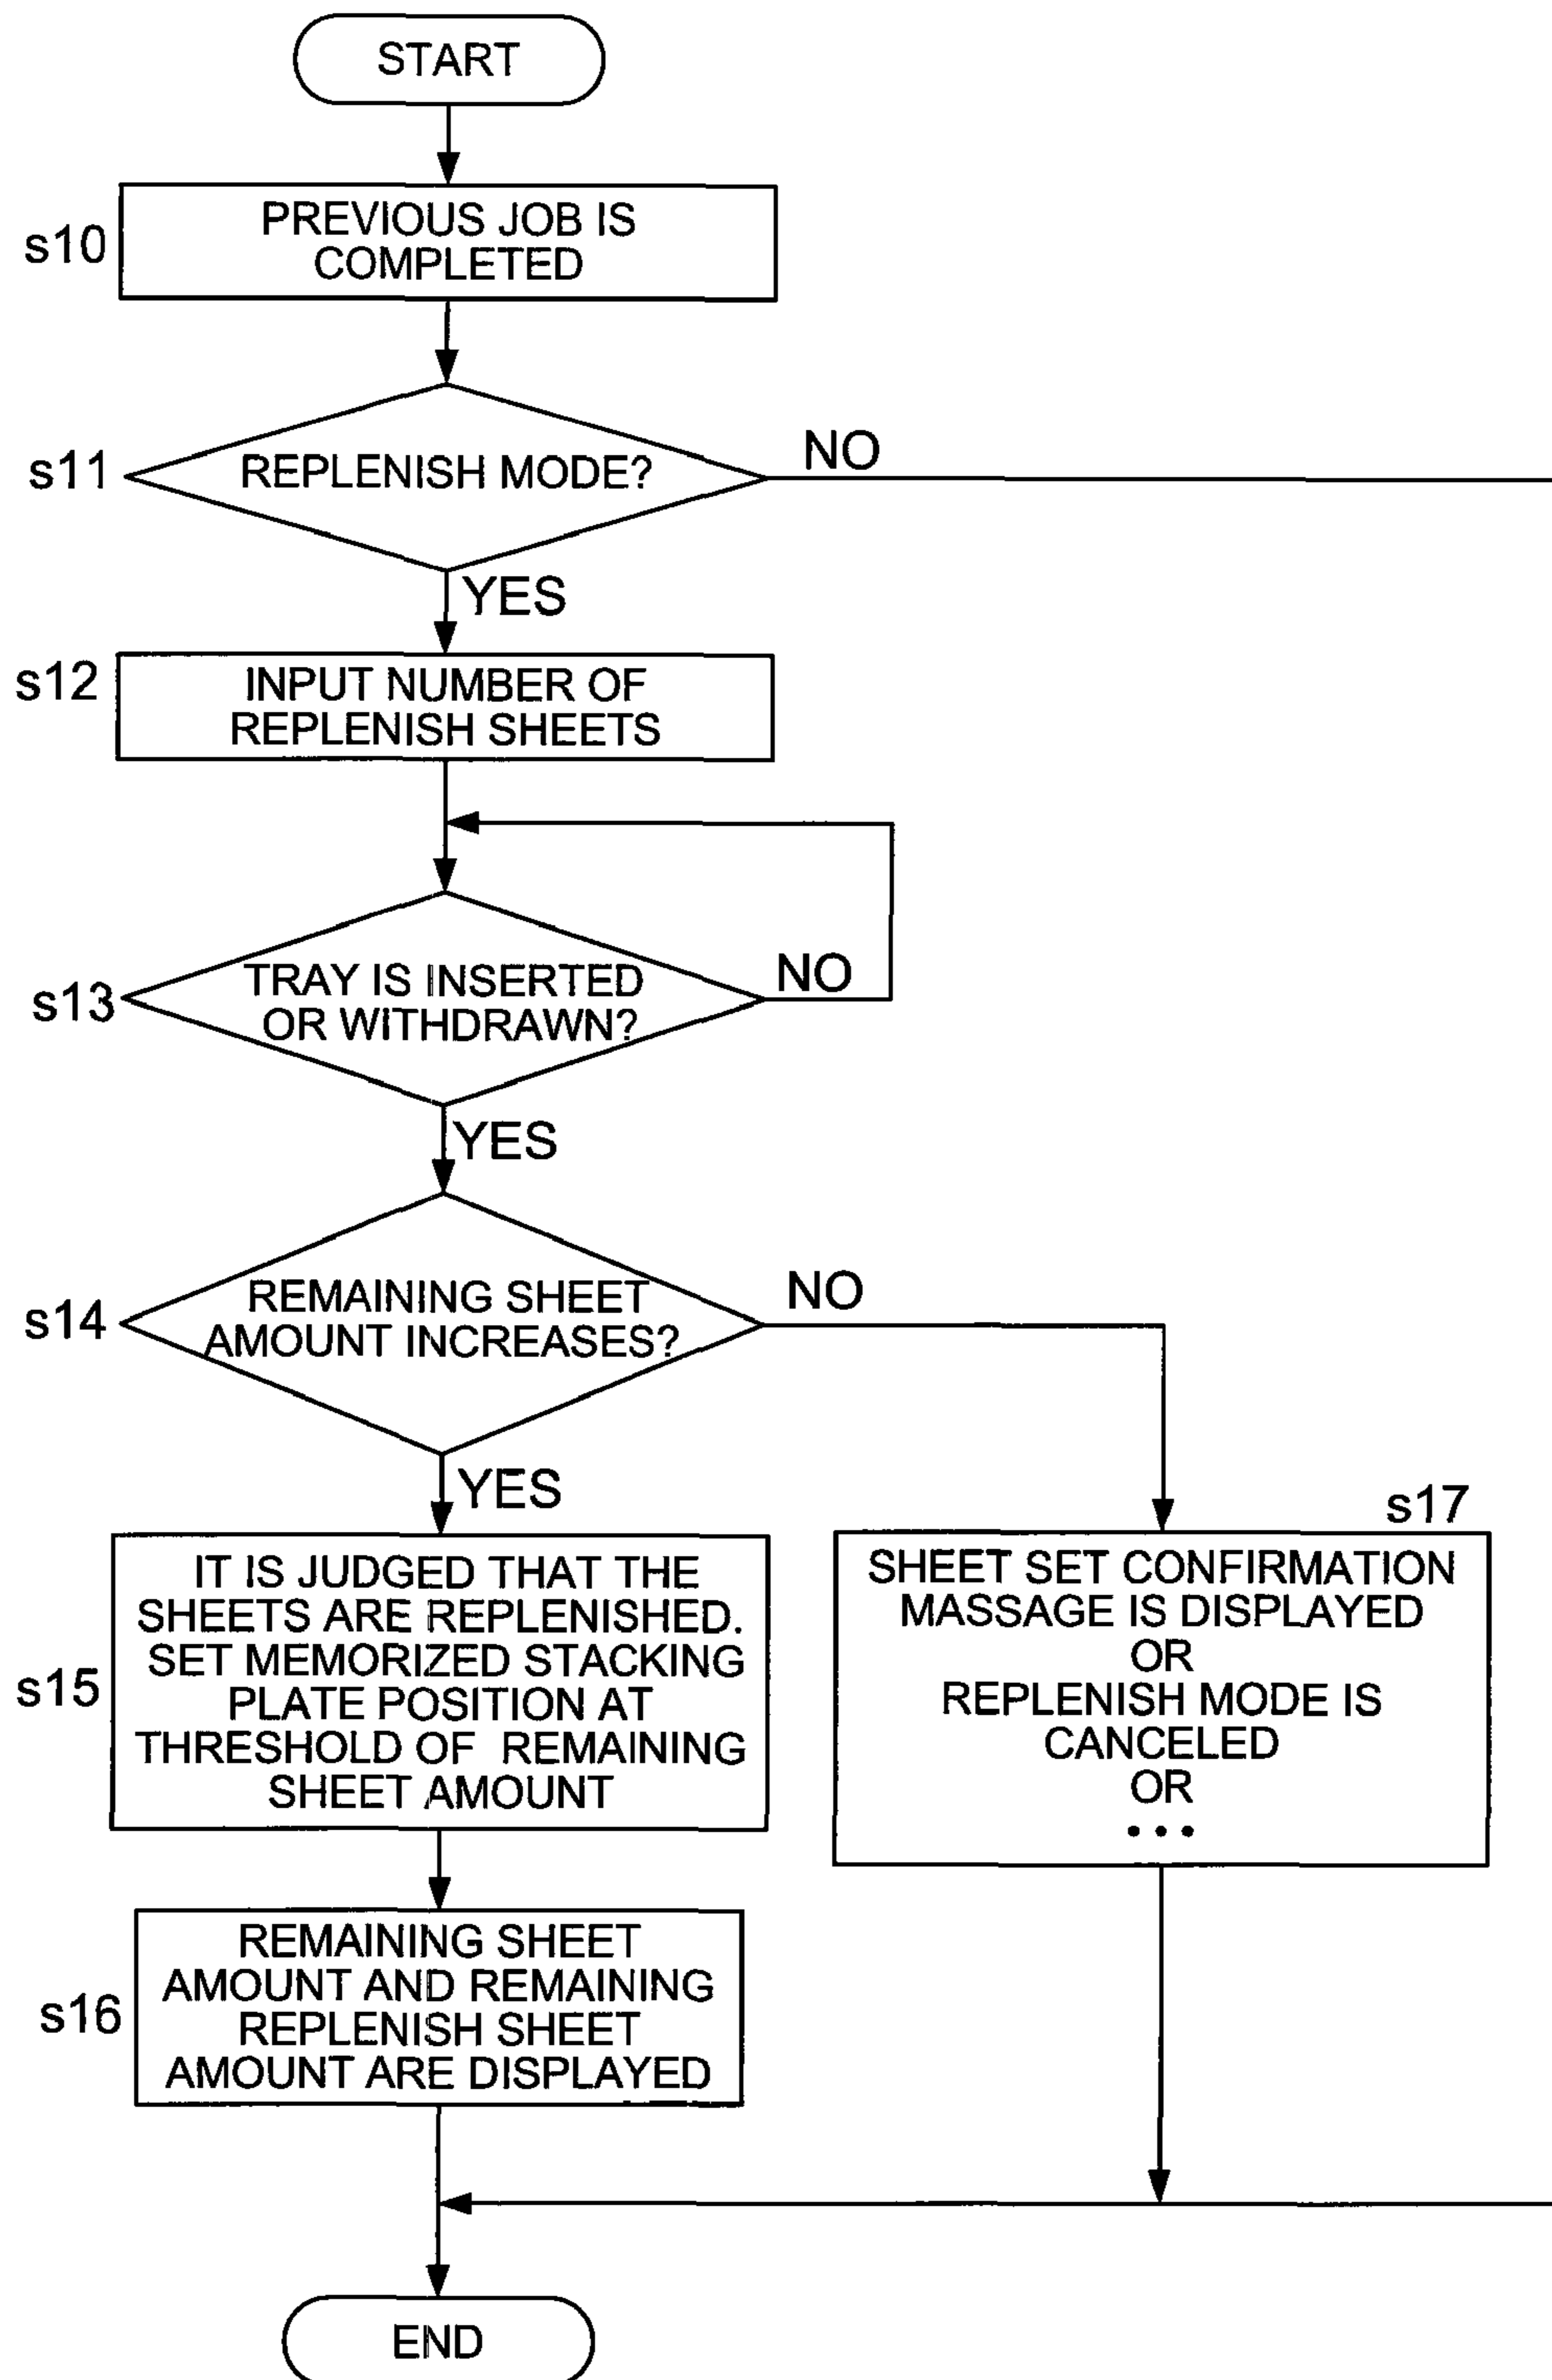 START
s10
PREVIOUS JOB IS
COMPLETED
s11
REPLENISH MODE?
NO
YES
s12
INPUT NUMBER OF
REPLENISH SHEETS
s13
TRAY IS INSERTED
OR WITHDRAWN?
NO
YES
s14
REMAINING SHEET
AMOUNT INCREASES?
NO
YES
s15
IT IS JUDGED THAT THE
SHEETS ARE REPLENISHED.
SET MEMORIZED STACKING
PLATE POSITION AT
THRESHOLD OF REMAINING
SHEET AMOUNT
s17
SHEET SET CONFIRMATION
MASSAGE IS DISPLAYED
OR
REPLENISH MODE IS
CANCELED
OR
• • •
s16
REMAINING SHEET
AMOUNT AND REMAINING
REPLENISH SHEET
AMOUNT ARE DISPLAYED
END